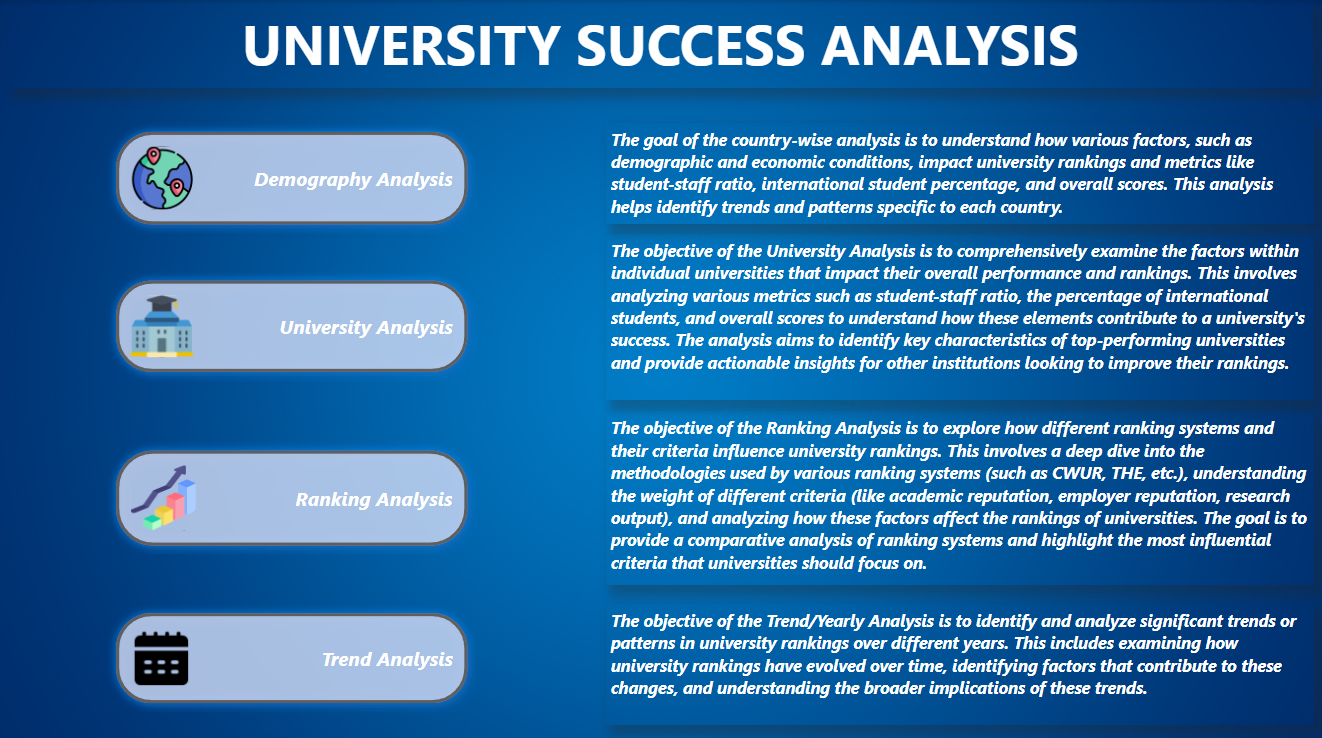 UNIVERSITY SUCCESS ANALYSIS
Demography Analysis
The goal of the country-wise analysis is to understand how various factors, such as
demographic and economic conditions, impact university rankings and metrics like
student-staff ratio, international student percentage, and overall scores. This analysis
helps identify trends and patterns specific to each country.
University Analysis
The objective of the University Analysis is to comprehensively examine the factors within
individual universities that impact their overall performance and rankings. This involves
analyzing various metrics such as student-staff ratio, the percentage of international
students, and overall scores to understand how these elements contribute to a university's
success. The analysis aims to identify key characteristics of top-performing universities
and provide actionable insights for other institutions looking to improve their rankings.
Ranking Analysis
The objective of the Ranking Analysis is to explore how different ranking systems and
their criteria influence university rankings. This involves a deep dive into the
methodologies used by various ranking systems (such as CWUR, THE, etc.), understanding
the weight of different criteria (like academic reputation, employer reputation, research
output), and analyzing how these factors affect the rankings of universities. The goal is to
provide a comparative analysis of ranking systems and highlight the most influential
criteria that universities should focus on.
Trend Analysis
The objective of the Trend/Yearly Analysis is to identify and analyze significant trends or
patterns in university rankings over different years. This includes examining how
university rankings have evolved over time, identifying factors that contribute to these
changes, and understanding the broader implications of these trends.